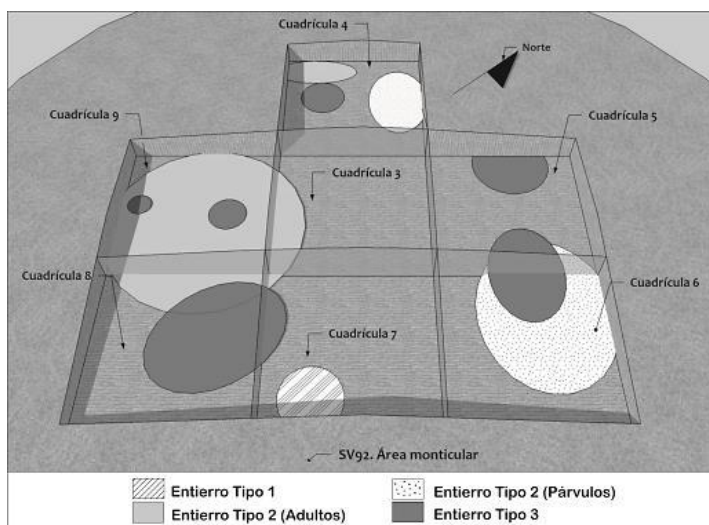 Cuadrícula 4
Norte
Cuadrícula 9
Cuadrícula 5
Cuadrícula 3
Cuadrícula 8
Cuadrícula 6
Cuadrícula 7
SV92. Área monticular
Entierro Tipo 1
Entierro Tipo 2 (Párvulos)
Entierro Tipo 2 (Adultos)
Entierro Tipo 3